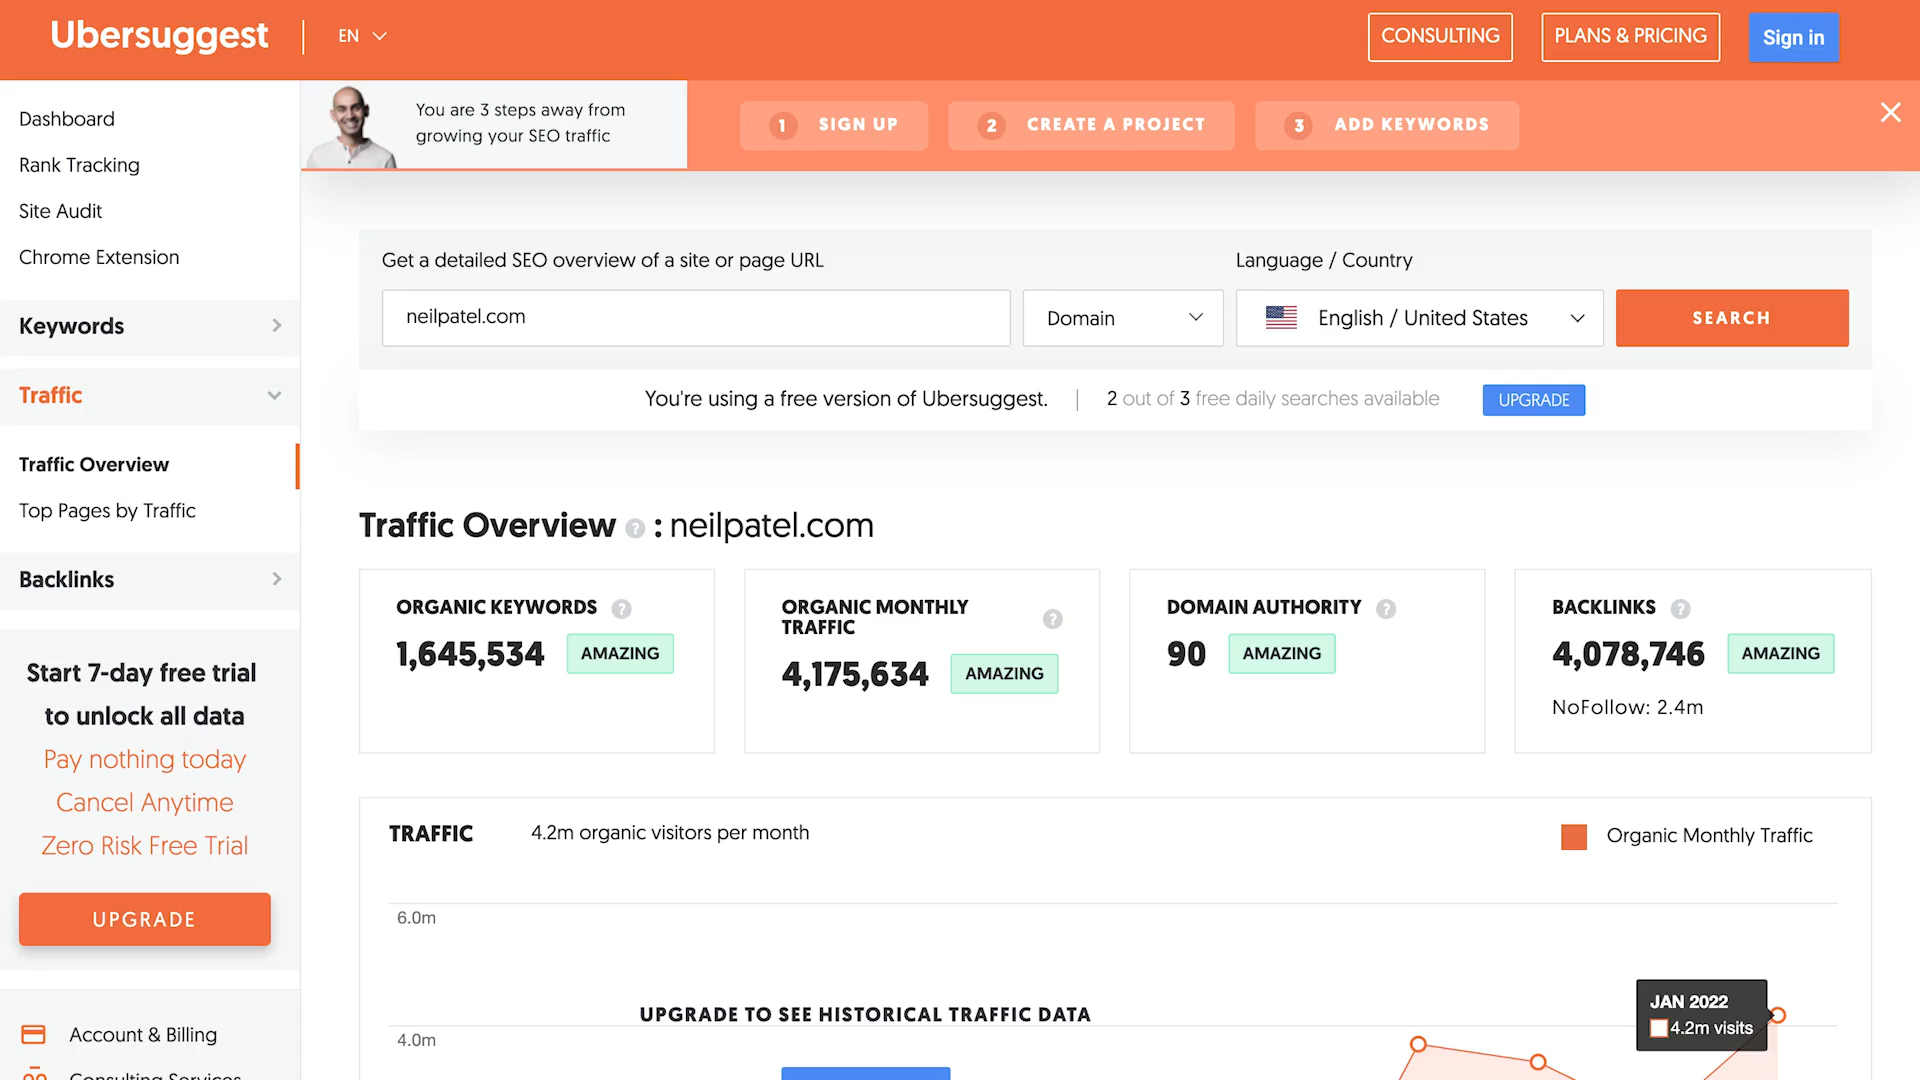 Ubersuggest
EN
CONSULTING
PLANS & PRICING
Sign in
You are 3 steps away from
growing your SEO traffic
1 SIGN UP
2 CREATE A PROJECT
3 ADD KEYWORDS
Dashboard
Rank Tracking
Site Audit
Chrome Extension
Keywords
Traffic
Traffic Overview
Top Pages by Traffic
Backlinks
Start 7-day free trial
to unlock all data
Pay nothing today
Cancel Anytime
Zero Risk Free Trial
UPGRADE
Account & Billing
Consulting Services
Get a detailed SEO overview of a site or page URL
Language / Country
neilpatel.com
Domain
English / United States
SEARCH
You're using a free version of Ubersuggest.
2 out of 3 free daily searches available
UPGRADE
Traffic Overview ? : neilpatel.com
ORGANIC KEYWORDS ?
1,645,534 AMAZING
ORGANIC MONTHLY
TRAFFIC ?
4,175,634 AMAZING
DOMAIN AUTHORITY ?
90 AMAZING
BACKLINKS ?
4,078,746 AMAZING
NoFollow: 2.4m
TRAFFIC
4.2m organic visitors per month
Organic Monthly Traffic
6.0m
UPGRADE TO SEE HISTORICAL TRAFFIC DATA
JAN 2022
4.2m visits
4.0m